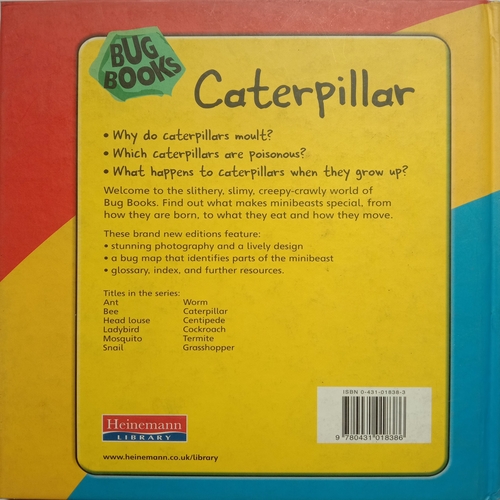 BUG
BOOKS
Caterpillar
• Why do caterpillars moult?
• Which caterpillars are poisonous?
• What happens to caterpillars when they grow up?
Welcome to the slithery, slimy, creepy-crawly world of
Bug Books. Find out what makes minibeasts special, from
how they are born, to what they eat and how they move.
These brand new editions feature:
• stunning photography and a lively design
• a bug map that identifies parts of the minibeast
• glossary, index, and further resources.
Titles in the series:
Ant Worm
Bee Caterpillar
Head louse Centipede
Ladybird Cockroach
Mosquito Termite
Snail Grasshopper
ISBN 0-431-01838-3
9 780431 018386
Heinemann
LIBRARY
www.heinemann.co.uk/library